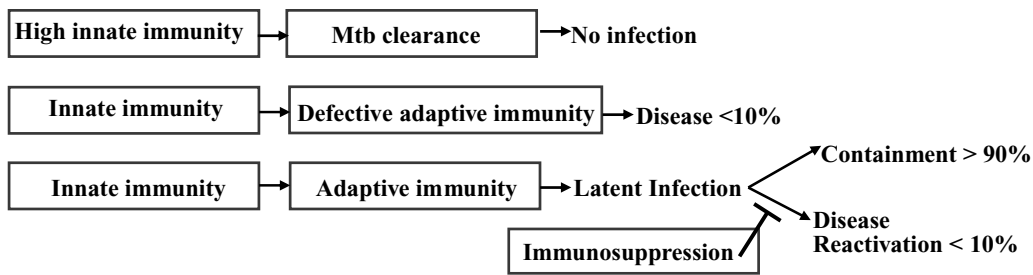 High innate immunity
Mtb clearance
No infection
Innate immunity
Defective adaptive immunity
Disease <10%
Innate immunity
Adaptive immunity
Latent Infection
Containment > 90%
Disease
Reactivation < 10%
Immunosuppression